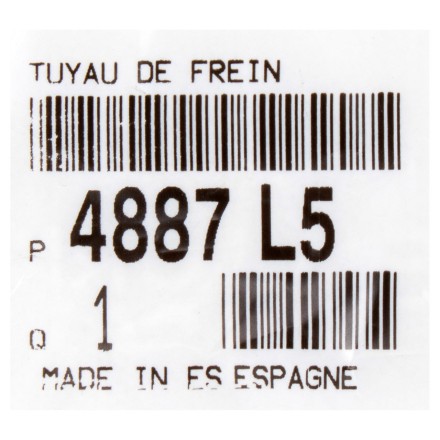 TUYAU DE FREIN
P 4887 L5
Q 1
MADE IN ES ESPAGNE